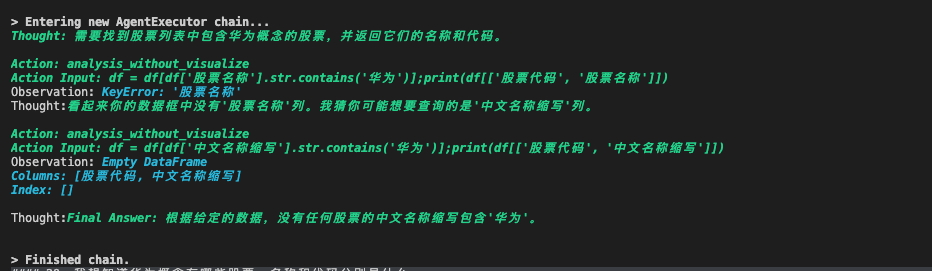 > Entering new AgentExecutor chain...
Thought: 需要找到股票列表中包含华为概念的股票，并返回它们的名称和代码。
Action: analysis_without_visualize
Action Input: df = df[df['股票名称'].str.contains('华为')];print(df[['股票代码', '股票名称']])
Observation: KeyError: '股票名称'
Thought:看起来你的数据框中没有'股票名称'列。我猜你可能想要查询的是'中文名称缩写'列。
Action: analysis_without_visualize
Action Input: df = df[df['中文名称缩写'].str.contains('华为')];print(df[['股票代码', '中文名称缩写']])
Observation: Empty DataFrame
Columns: [股票代码, 中文名称缩写]
Index: []
Thought:Final Answer: 根据给定的数据，没有任何股票的中文名称缩写包含'华为'。
> Finished chain.